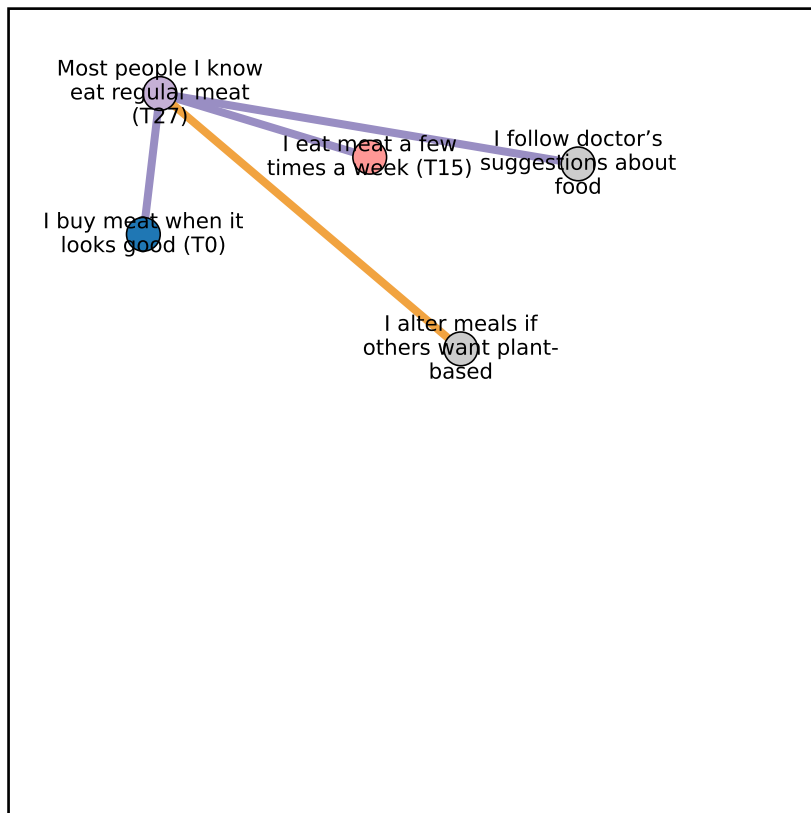 Most people I know
eat regular meat
(T27)
I eat meat a few
times a week (T15)
I follow doctor’s
suggestions about
food
I buy meat when it
looks good (T0)
I alter meals if
others want plant-
based